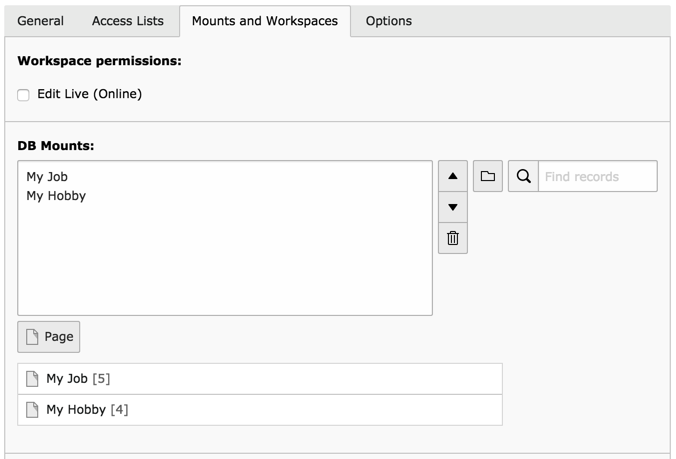 General Access Lists Mounts and Workspaces Options
Workspace permissions:
Edit Live (Online)
DB Mounts:
My Job
My Hobby
Find records
Page
My Job [5]
My Hobby [4]